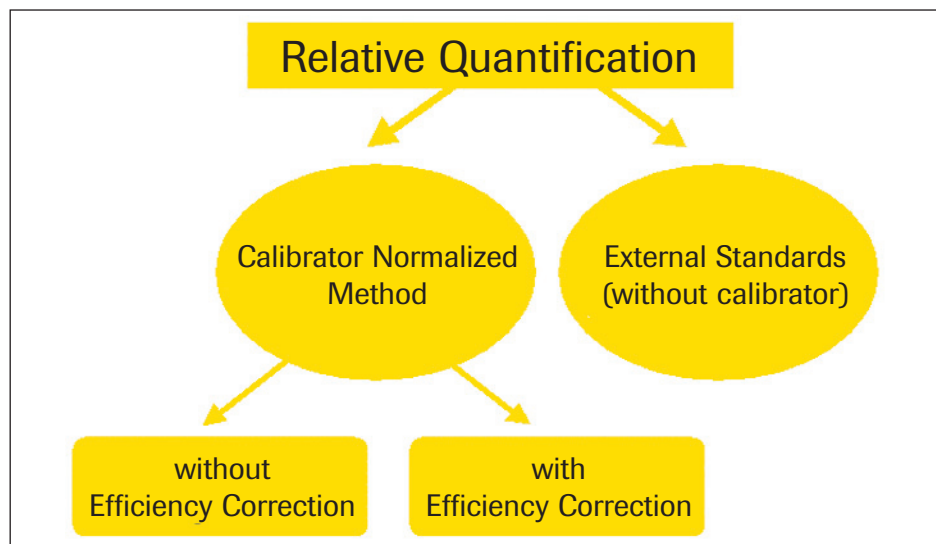 Relative Quantification
Calibrator Normalized
Method
External Standards
(without calibrator)
without
Efficiency Correction
with
Efficiency Correction